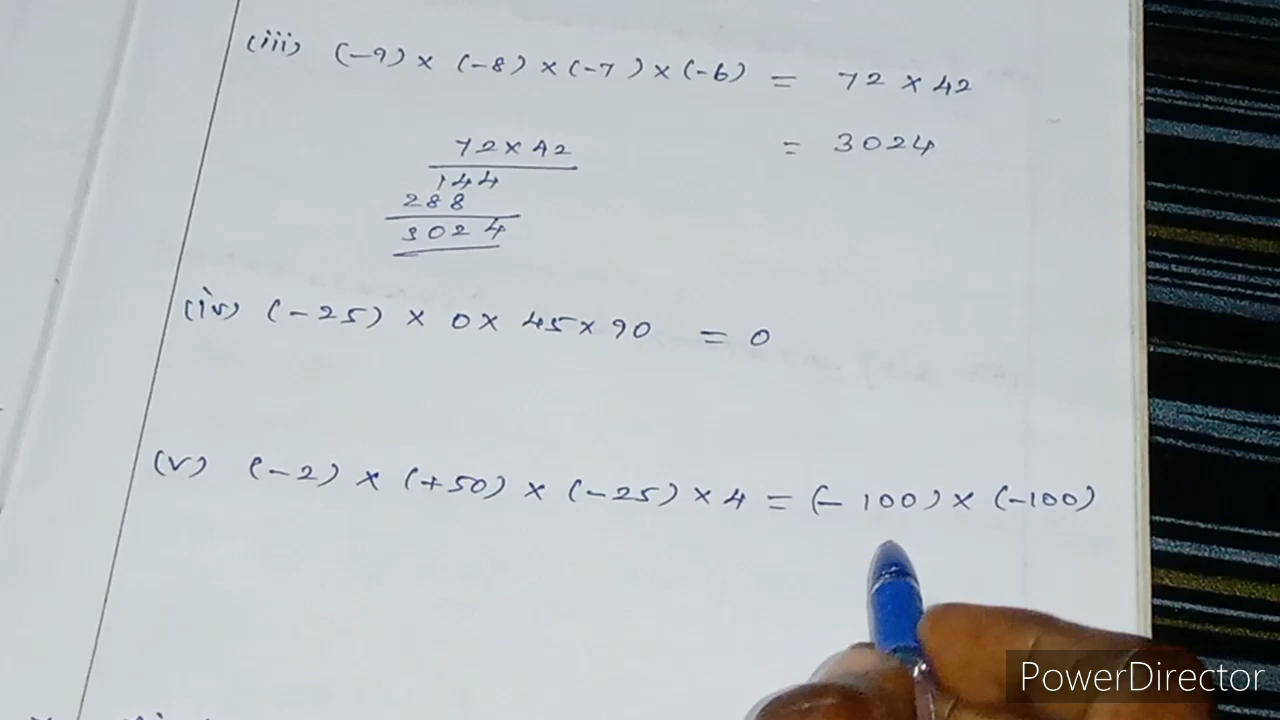 (iii) (-9) × (-8) × (-7) × (-6) = 72 × 42
= 3024
72 × 42
144
288
3024
(iv) (-25) × 0 × 45 × 90 = 0
(v) (-2) × (+50) × (-25) × 4 = (-100) × (-100)
PowerDirector